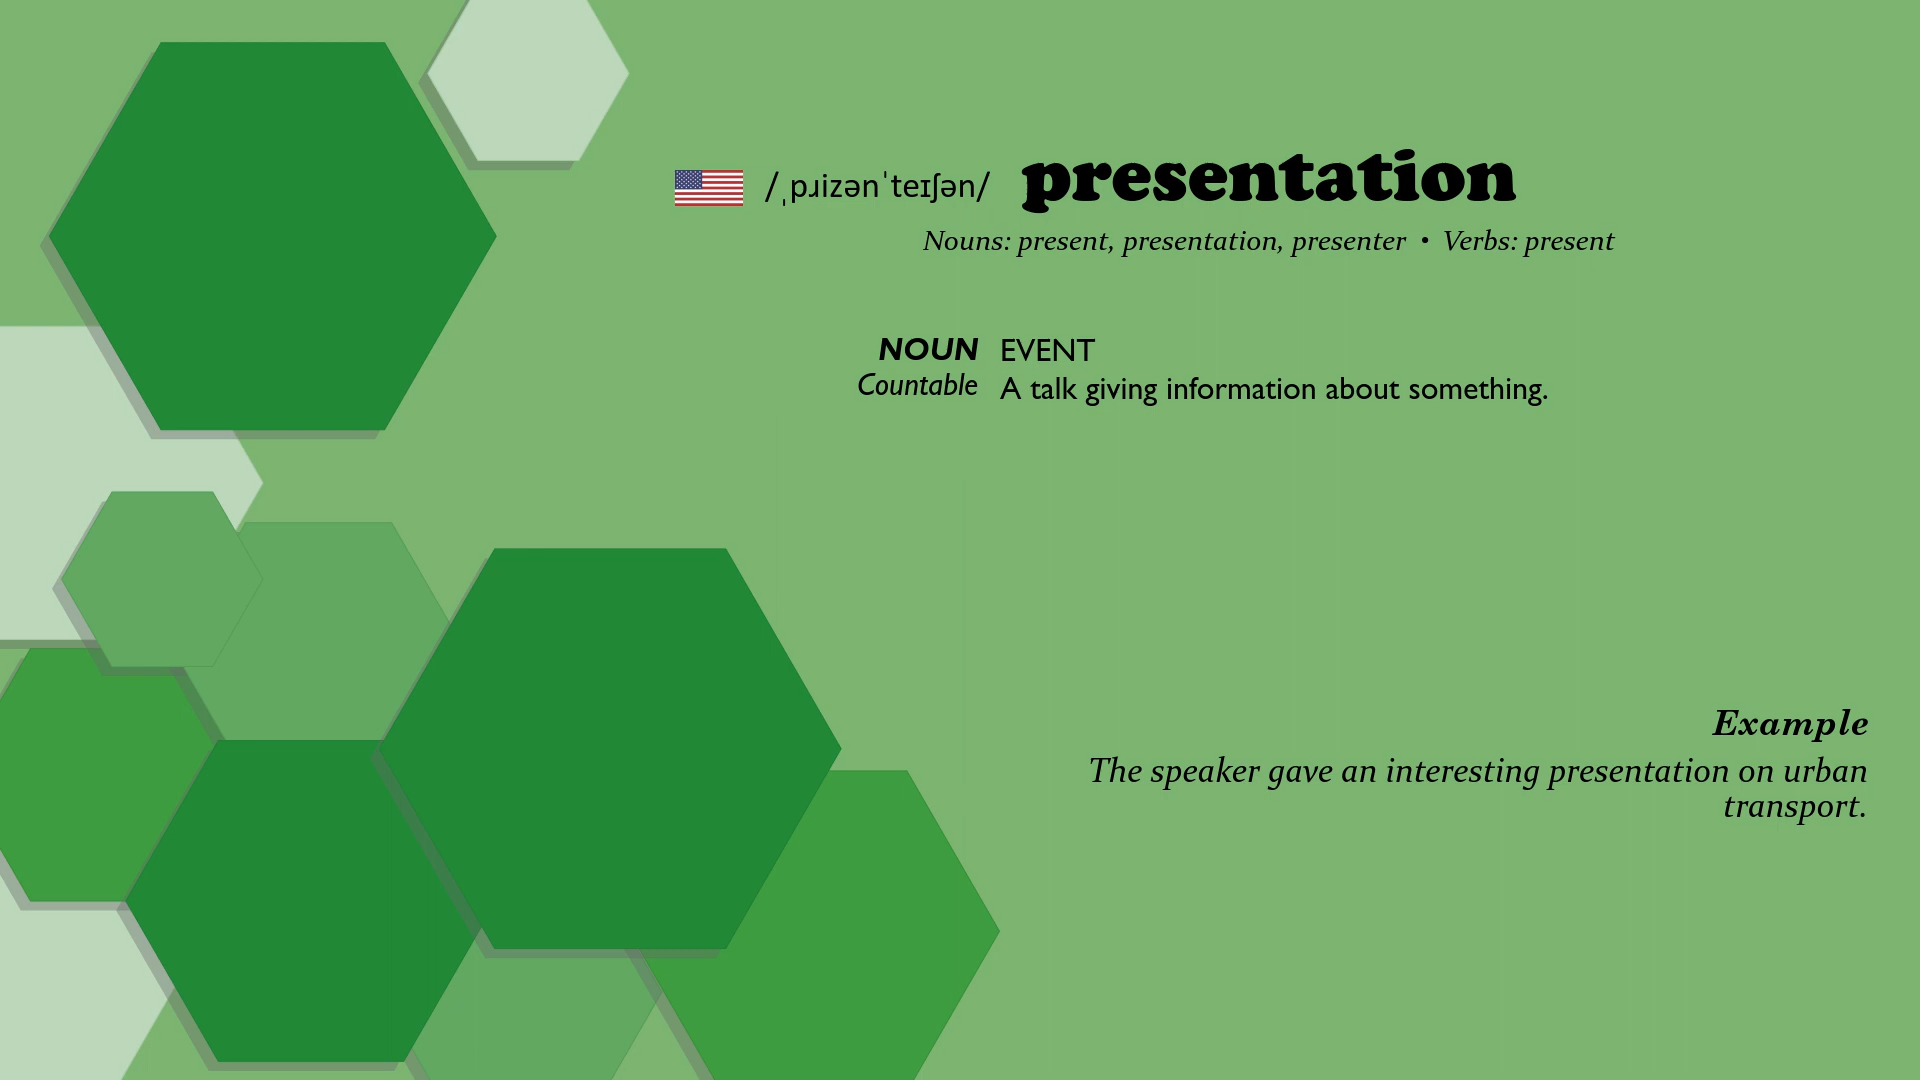 /ˌpɹizənˈteɪʃən/ presentation
Nouns: present, presentation, presenter • Verbs: present
NOUN EVENT
Countable A talk giving information about something.
Example
The speaker gave an interesting presentation on urban
transport.